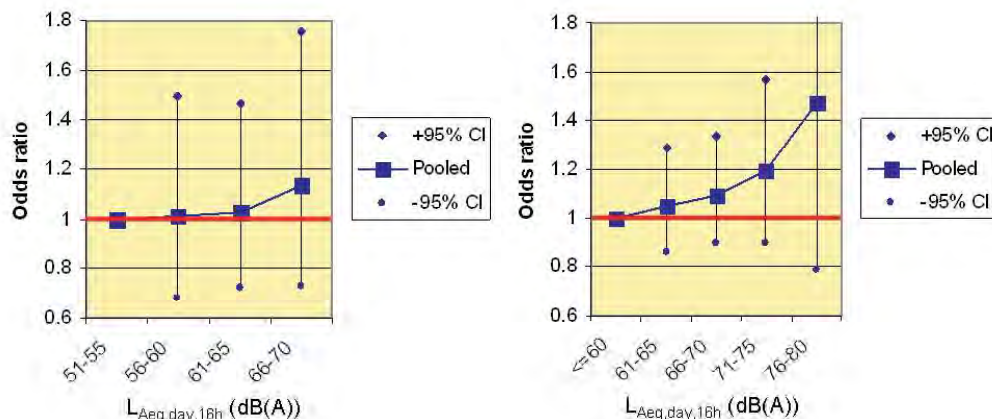 1.8
1.6
1.4
1.2
1
0.8
0.6
Odds ratio
51-55
56-60
61-65
66-70
LAeq,day,16h (dB(A))
+95% CI
Pooled
-95% CI
1.8
1.6
1.4
1.2
1
0.8
0.6
Odds ratio
<=60
61-65
66-70
71-75
76-80
LAeq,day,16h (dB(A))
+95% CI
Pooled
-95% CI